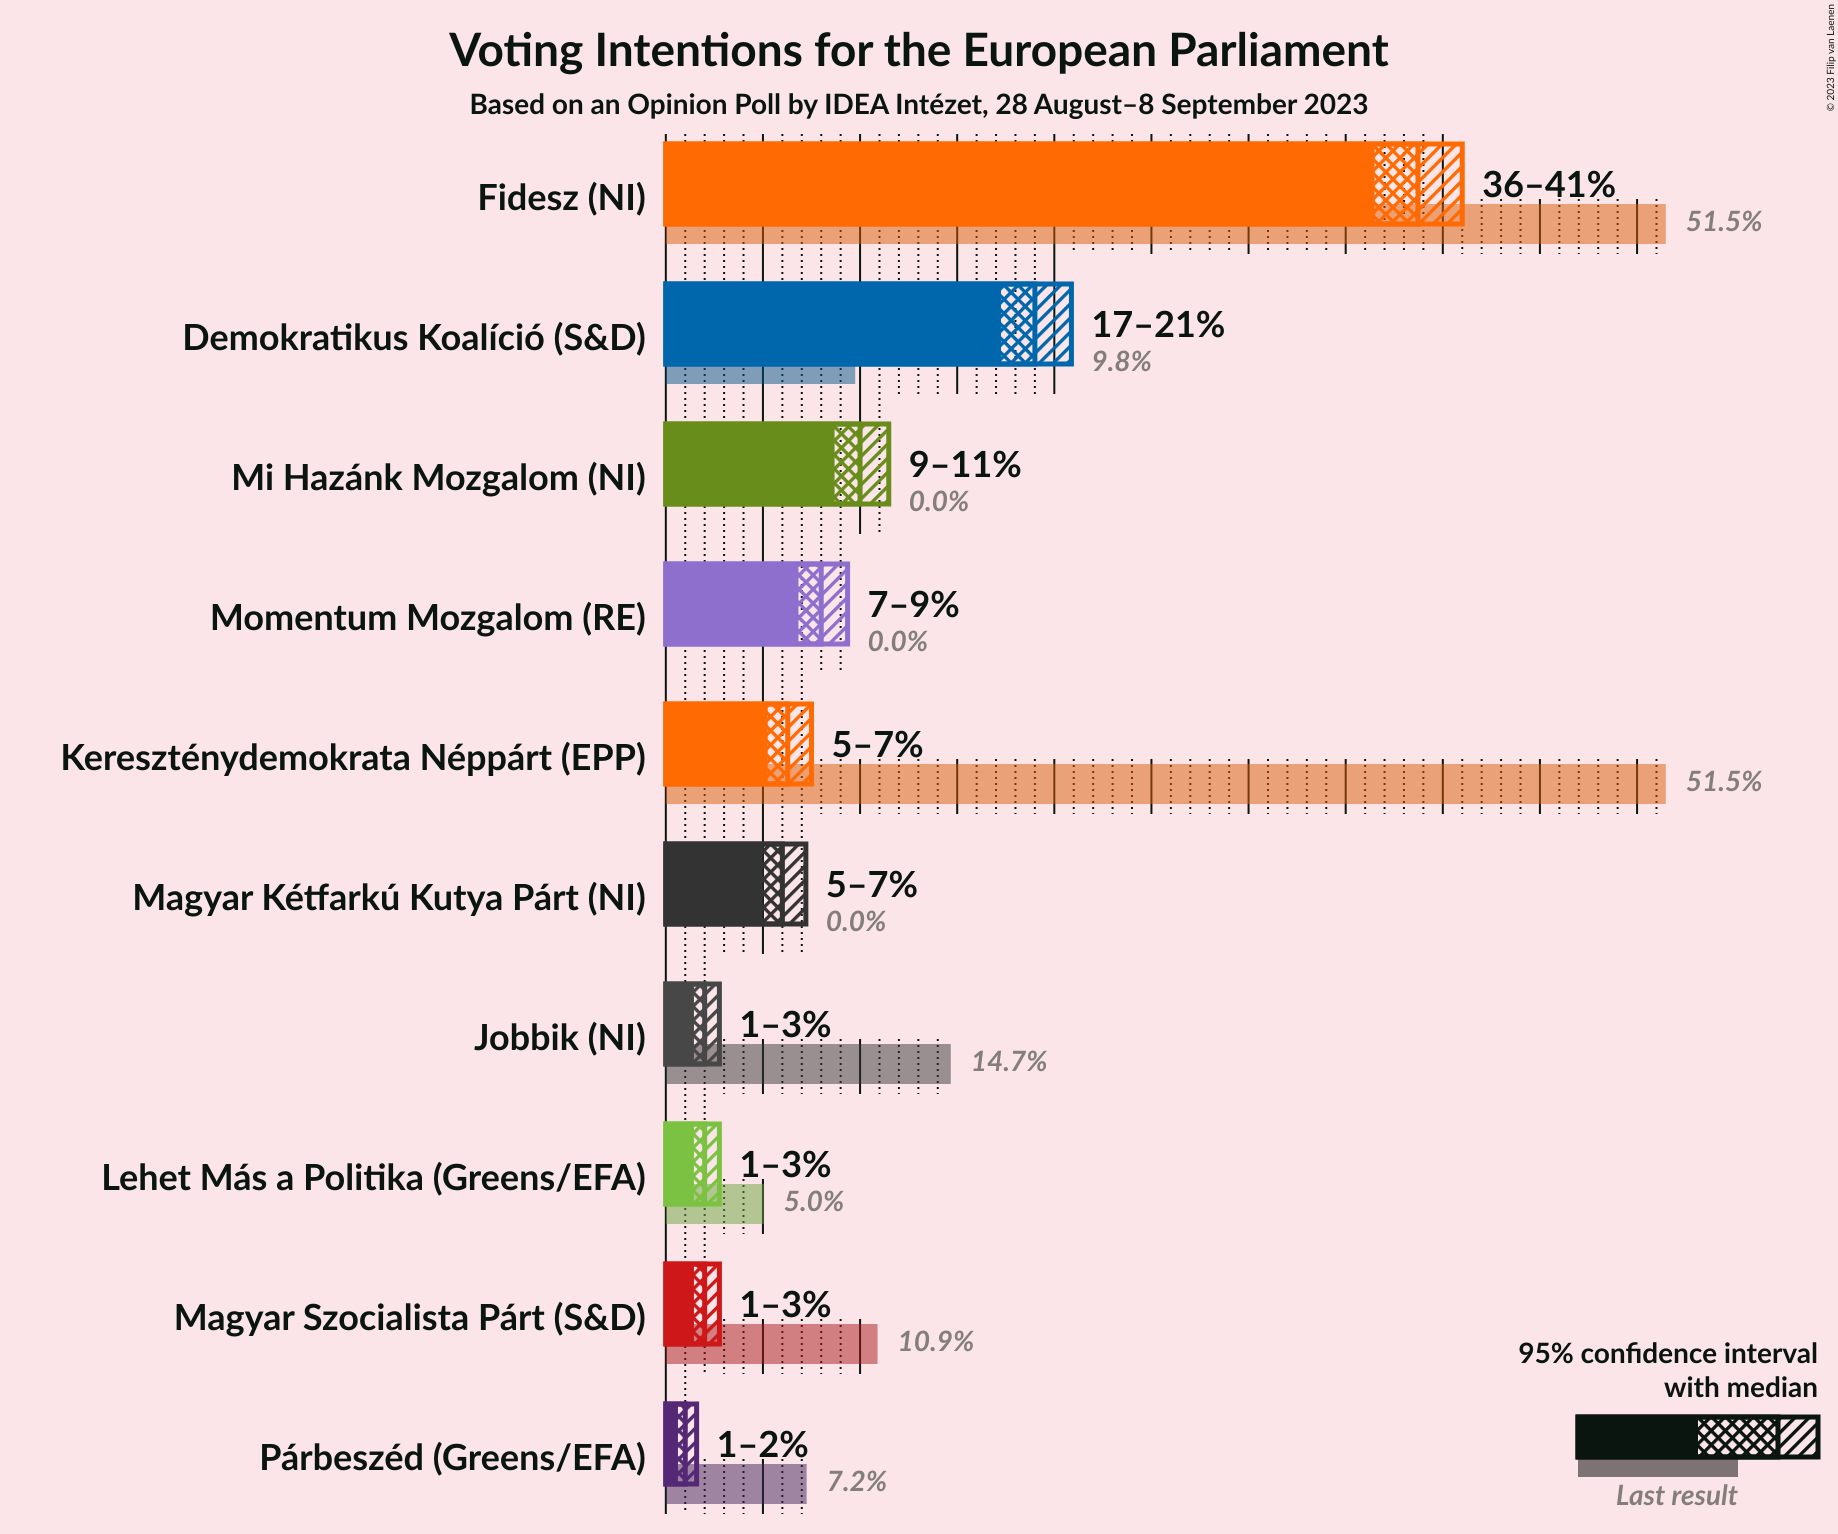 Voting Intentions for the European Parliament
Based on an Opinion Poll by IDEA Intézet, 28 August–8 September 2023
© 2023 Filip van Laenen
Fidesz (NI)
36–41%
51.5%
Demokratikus Koalíció (S&D)
17–21%
9.8%
Mi Hazánk Mozgalom (NI)
9–11%
0.0%
Momentum Mozgalom (RE)
7–9%
0.0%
Kereszténydemokrata Néppárt (EPP)
5–7%
51.5%
Magyar Kétfarkú Kutya Párt (NI)
5–7%
0.0%
Jobbik (NI)
1–3%
14.7%
Lehet Más a Politika (Greens/EFA)
1–3%
5.0%
Magyar Szocialista Párt (S&D)
1–3%
10.9%
Párbeszéd (Greens/EFA)
1–2%
7.2%
95% confidence interval
with median
Last result